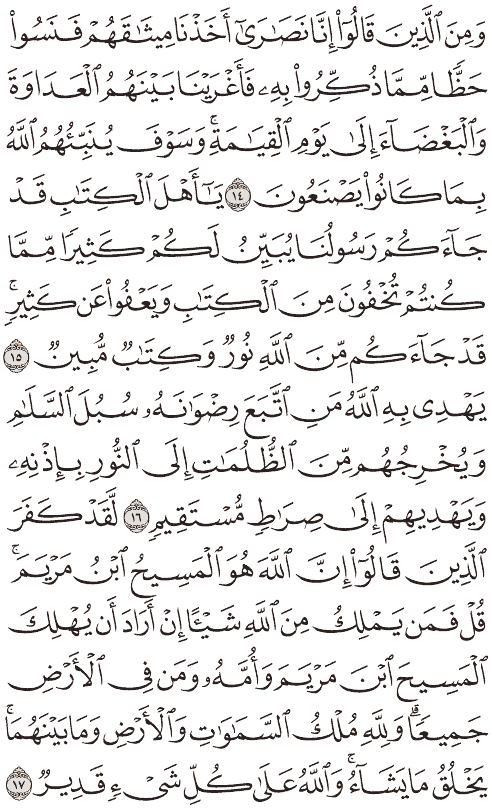 وَمِنَ ٱلَّذِينَ قَالُوٓا۟ إِنَّا نَصَٰرَىٰٓ أَخَذْنَا مِيثَٰقَهُمْ فَنَسُوا۟
حَظًّا مِّمَّا ذُكِّرُوا۟ بِهِۦ فَأَغْرَيْنَا بَيْنَهُمُ ٱلْعَدَاوَةَ
وَٱلْبَغْضَآءَ إِلَىٰ يَوْمِ ٱلْقِيَٰمَةِ ۚ وَسَوْفَ يُنَبِّئُهُمُ ٱللَّهُ
بِمَا كَانُوا۟ يَصْنَعُونَ ١٤ يَٰٓأَهْلَ ٱلْكِتَٰبِ قَدْ
جَآءَكُمْ رَسُولُنَا يُبَيِّنُ لَكُمْ كَثِيرًا مِّمَّا
كُنتُمْ تُخْفُونَ مِنَ ٱلْكِتَٰبِ وَيَعْفُوا۟ عَن كَثِيرٍ ۚ
قَدْ جَآءَكُم مِّنَ ٱللَّهِ نُورٌ وَكِتَٰبٌ مُّبِينٌ ١٥
يَهْدِى بِهِ ٱللَّهُ مَنِ ٱتَّبَعَ رِضْوَٰنَهُۥ سُبُلَ ٱلسَّلَٰمِ
وَيُخْرِجُهُم مِّنَ ٱلظُّلُمَٰتِ إِلَى ٱلنُّورِ بِإِذْنِهِۦ
وَيَهْدِيهِمْ إِلَىٰ صِرَٰطٍ مُّسْتَقِيمٍ ١٦ لَّقَدْ كَفَرَ
ٱلَّذِينَ قَالُوٓا۟ إِنَّ ٱللَّهَ هُوَ ٱلْمَسِيحُ ٱبْنُ مَرْيَمَ ۚ
قُلْ فَمَن يَمْلِكُ مِنَ ٱللَّهِ شَيْـًٔا إِنْ أَرَادَ أَن يُهْلِكَ
ٱلْمَسِيحَ ٱبْنَ مَرْيَمَ وَأُمَّهُۥ وَمَن فِى ٱلْأَرْضِ
جَمِيعًا ۗ وَلِلَّهِ مُلْكُ ٱلسَّمَٰوَٰتِ وَٱلْأَرْضِ وَمَا بَيْنَهُمَا ۚ
يَخْلُقُ مَا يَشَآءُ ۚ وَٱللَّهُ عَلَىٰ كُلِّ شَىْءٍ قَدِيرٌ ١٧